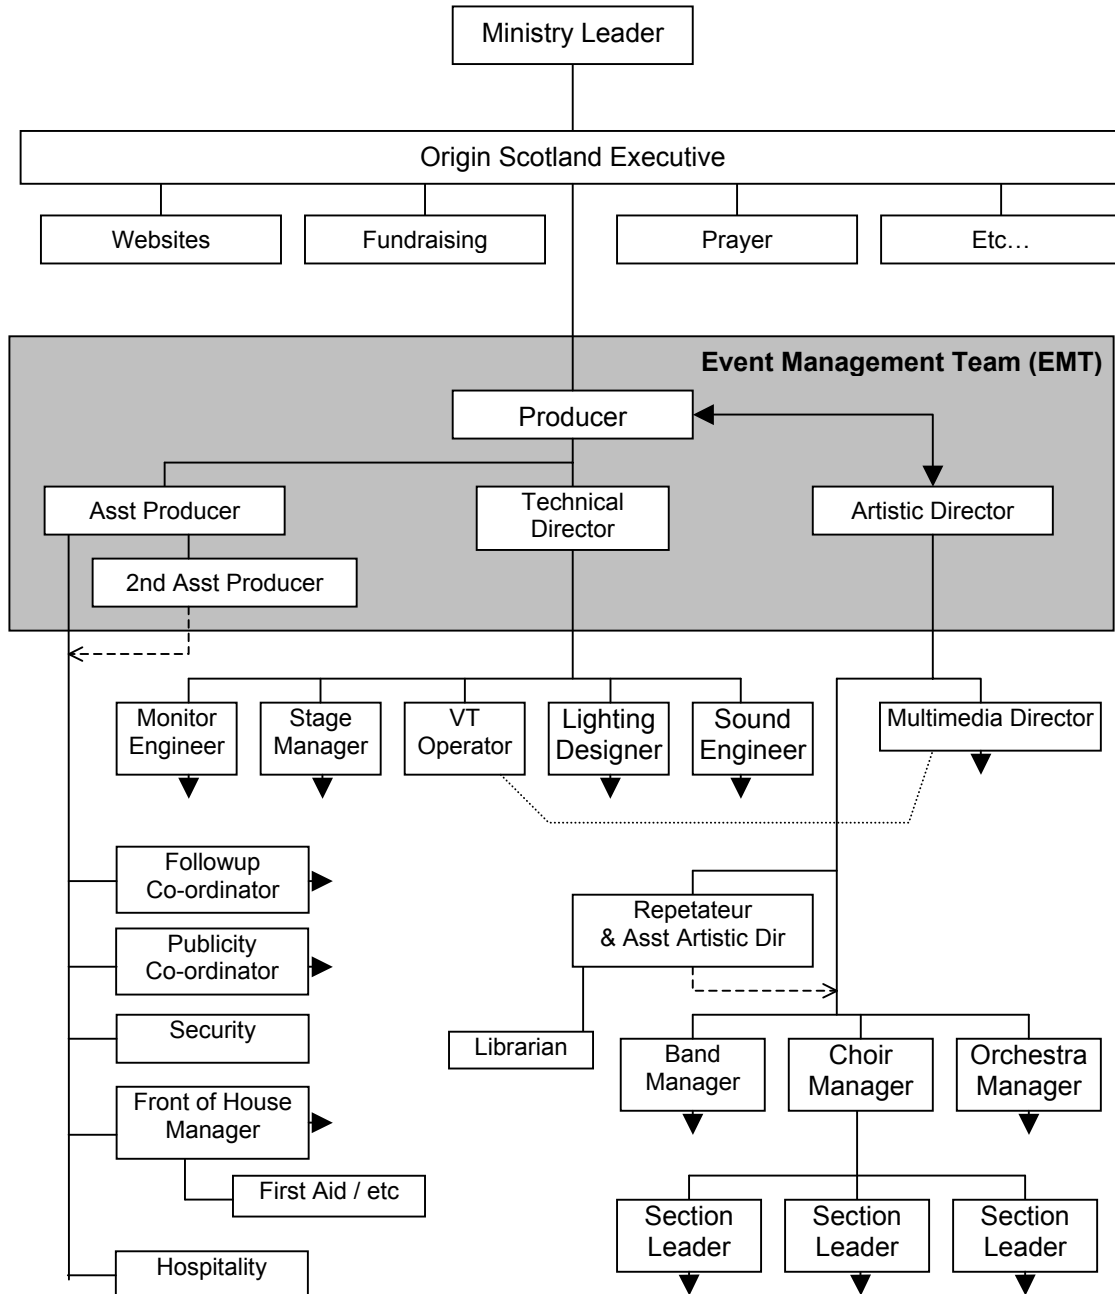 Ministry Leader
Origin Scotland Executive
Websites
Fundraising
Prayer
Etc…
Event Management Team (EMT)
Producer
Asst Producer
Technical
Director
Artistic Director
2nd Asst Producer
Monitor
Engineer
Stage
Manager
VT
Operator
Lighting
Designer
Sound
Engineer
Multimedia Director
Followup
Co-ordinator
Publicity
Co-ordinator
Security
Front of House
Manager
First Aid / etc
Hospitality
Repetateur
& Asst Artistic Dir
Librarian
Band
Manager
Choir
Manager
Orchestra
Manager
Section
Leader
Section
Leader
Section
Leader